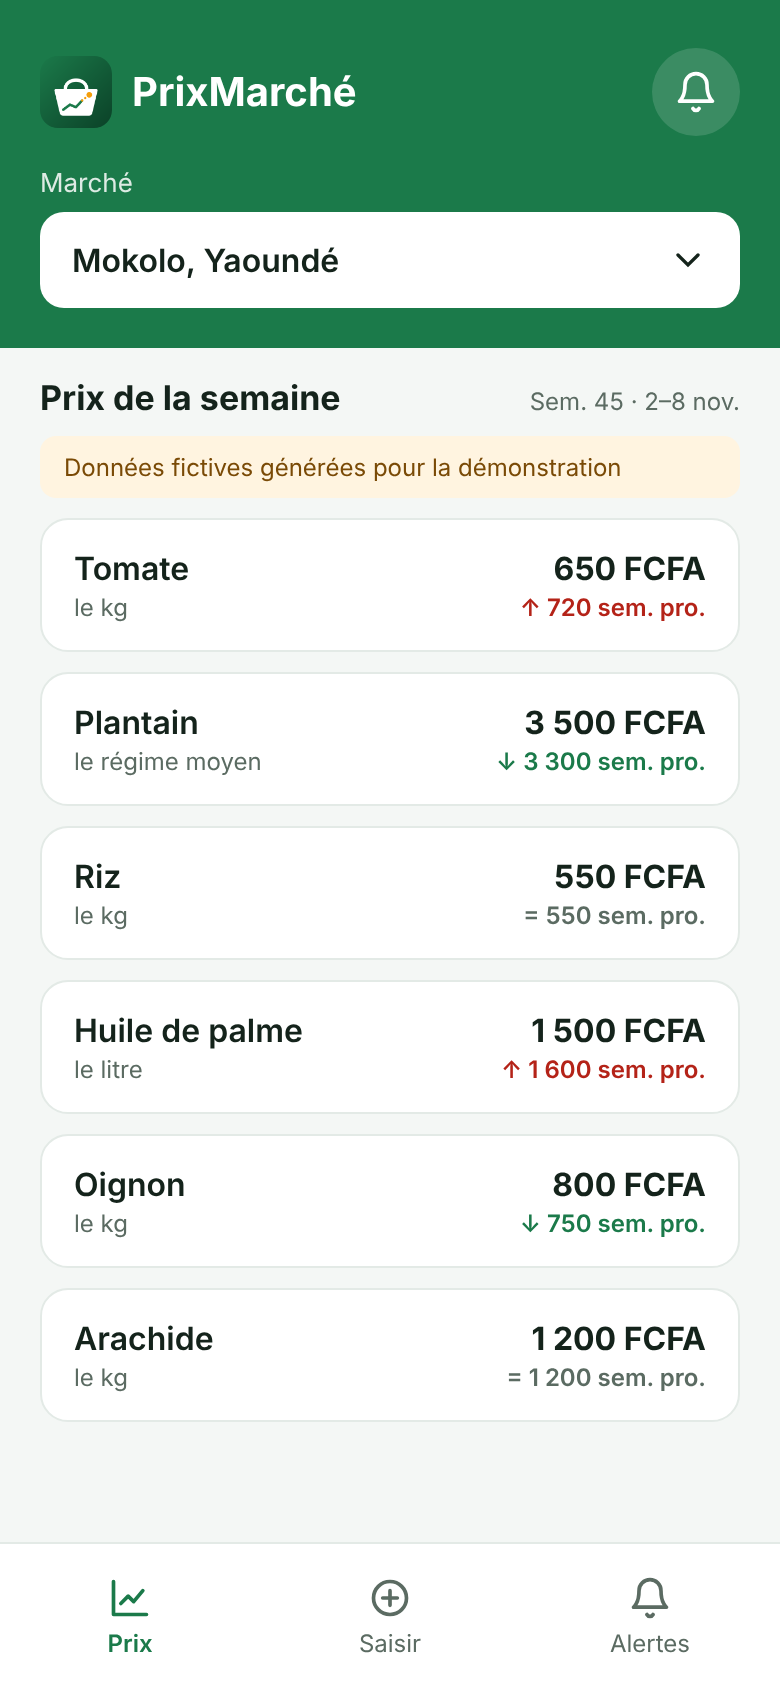 PrixMarché
Marché
Mokolo, Yaoundé
Prix de la semaine
Sem. 45 · 2–8 nov.
Données fictives générées pour la démonstration
Tomate
650 FCFA
le kg
↑ 720 sem. pro.
Plantain
3 500 FCFA
le régime moyen
↓ 3 300 sem. pro.
Riz
550 FCFA
le kg
= 550 sem. pro.
Huile de palme
1 500 FCFA
le litre
↑ 1 600 sem. pro.
Oignon
800 FCFA
le kg
↓ 750 sem. pro.
Arachide
1 200 FCFA
le kg
= 1 200 sem. pro.
Prix
Saisir
Alertes